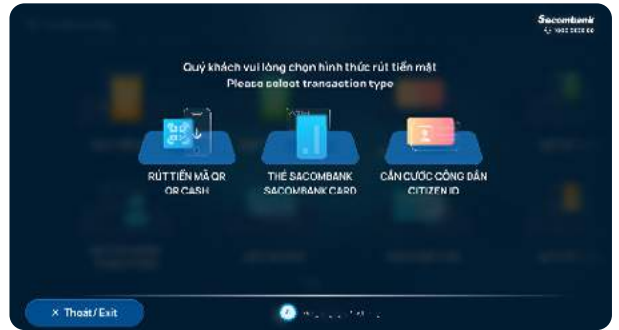 Sacombank
Quý khách vui lòng chọn hình thức rút tiền mặt
Please select transaction type
RÚT TIỀN MÃ QR
QR CASH
THẺ SACOMBANK
SACOMBANK CARD
CĂN CƯỚC CÔNG DÂN
CITIZEN ID
× Thoát/Exit